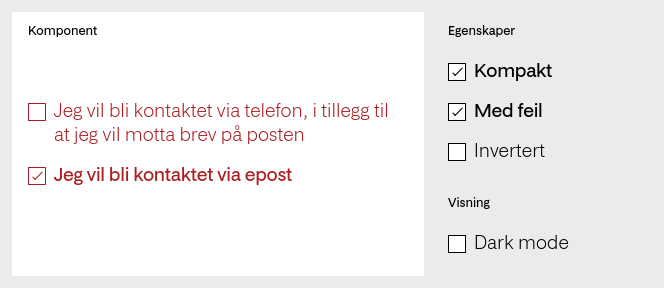 Komponent
Jeg vil bli kontaktet via telefon, i tillegg til
at jeg vil motta brev på posten
Jeg vil bli kontaktet via epost
Egenskaper
Kompakt
Med feil
Invertert
Visning
Dark mode